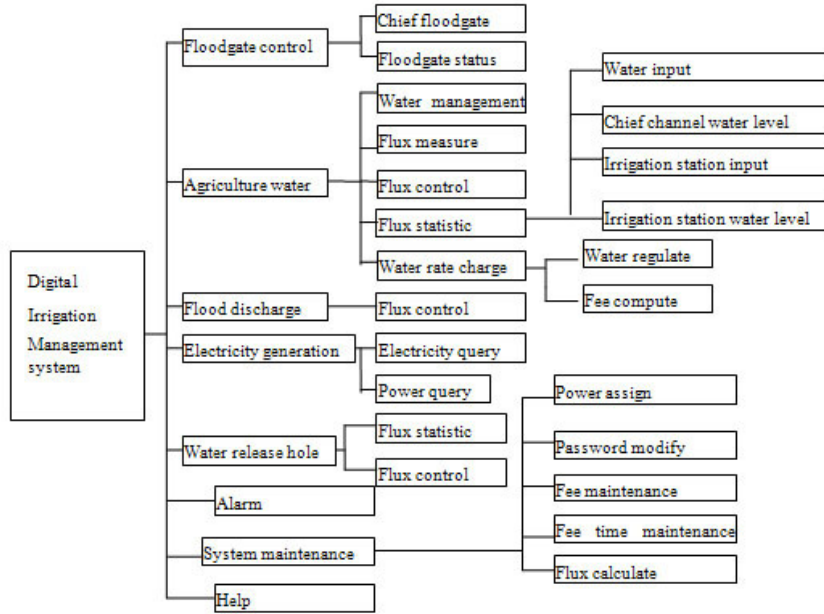 Digital
Irrigation
Management
system
Floodgate control
Chief floodgate
Floodgate status
Agriculture water
Water management
Flux measure
Flux control
Flux statistic
Water input
Chief channel water level
Irrigation station input
Irrigation station water level
Water rate charge
Water regulate
Fee compute
Flood discharge
Flux control
Electricity generation
Electricity query
Power query
Water release hole
Flux statistic
Flux control
Alarm
System maintenance
Power assign
Password modify
Fee maintenance
Fee time maintenance
Flux calculate
Help